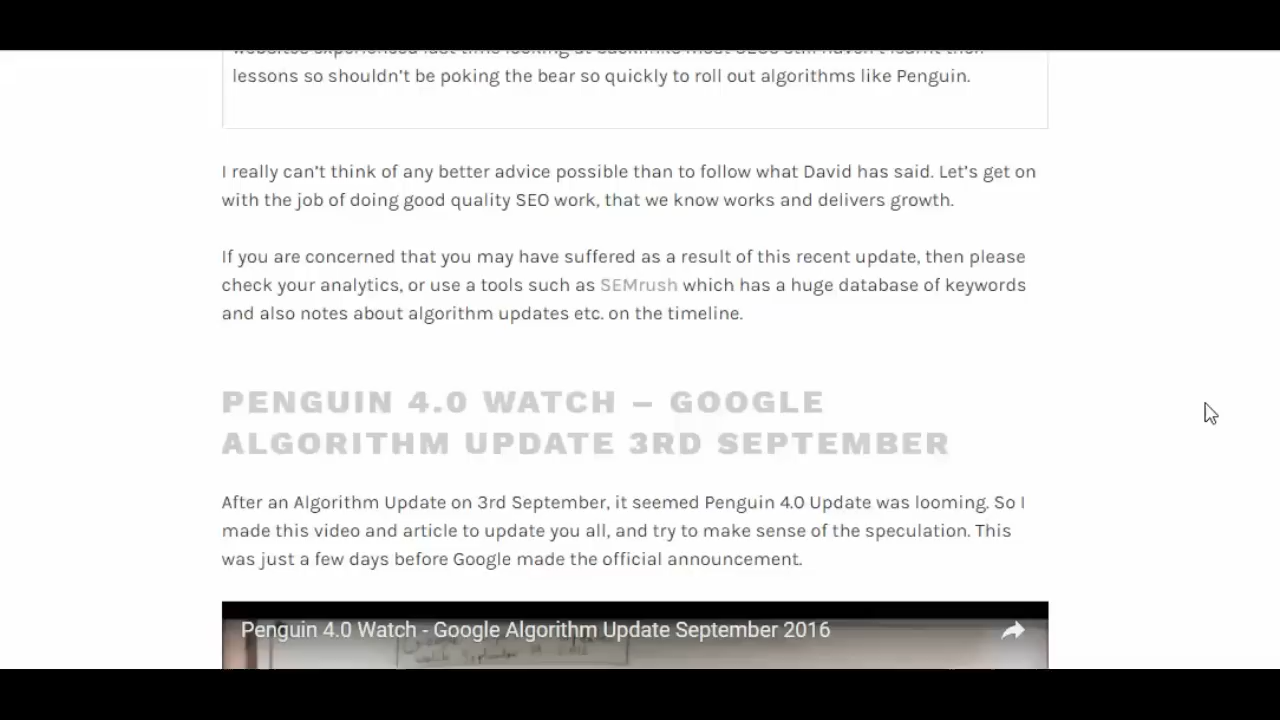 lessons so shouldn't be poking the bear so quickly to roll out algorithms like Penguin.
I really can't think of any better advice possible than to follow what David has said. Let's get on
with the job of doing good quality SEO work, that we know works and delivers growth.
If you are concerned that you may have suffered as a result of this recent update, then please
check your analytics, or use a tools such as SEMrush which has a huge database of keywords
and also notes about algorithm updates etc. on the timeline.
PENGUIN 4.0 WATCH – GOOGLE
ALGORITHM UPDATE 3RD SEPTEMBER
After an Algorithm Update on 3rd September, it seemed Penguin 4.0 Update was looming. So I
made this video and article to update you all, and try to make sense of the speculation. This
was just a few days before Google made the official announcement.
Penguin 4.0 Watch - Google Algorithm Update September 2016